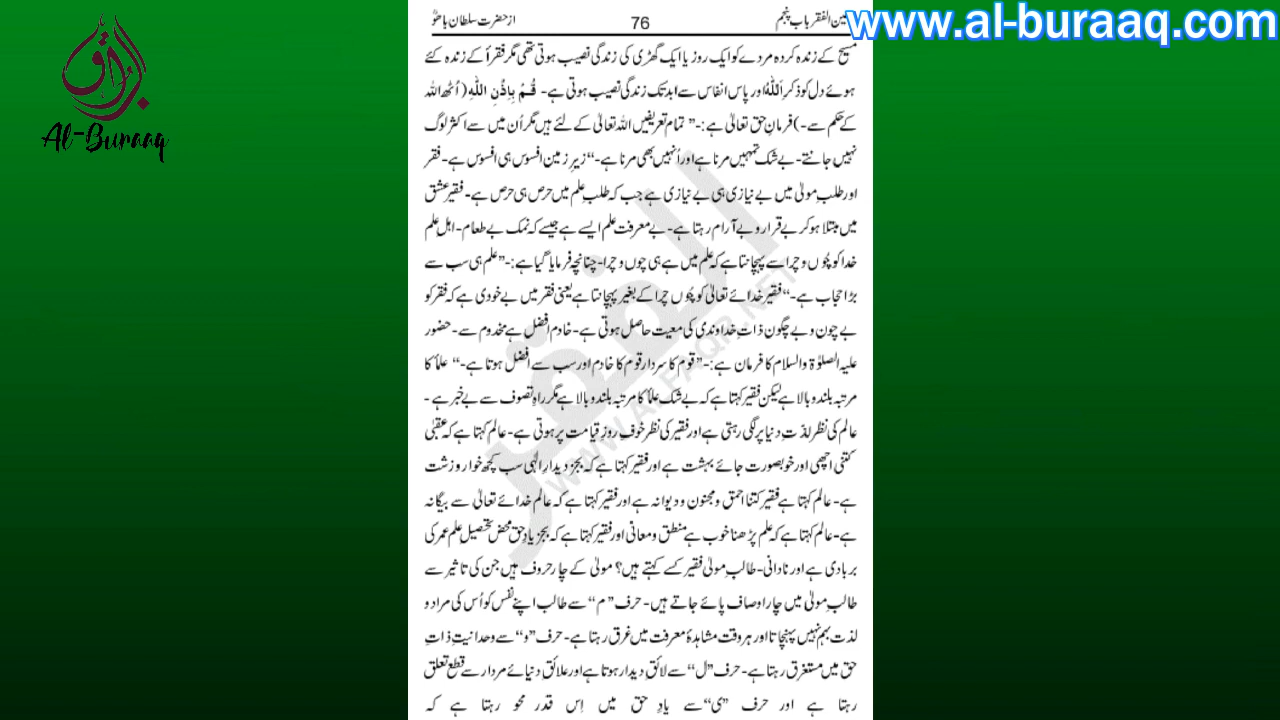 www.al-buraaq.com
Al-Buraaq
عین الفقر باب پنجم 76 از حضرت سلطان باھوؒ
مسیح کے زندہ کردہ مردے کو ایک روز یا ایک گھڑی کی زندگی نصیب ہوتی تھی مگر فقراء کے زندہ کئے
ہوئے دل کو ذکر اَللّٰہُ اور پاس انفاس سے ابد تک زندگی نصیب ہوتی ہے۔ قُمْ بِاِذْنِ اللّٰهِ (اُٹھ اللہ
کے حکم سے۔) فرمانِ حق تعالیٰ ہے:۔ ”تمام تعریفیں اللہ تعالیٰ کے لئے ہیں مگر اُن میں سے اکثر لوگ
نہیں جانتے۔ بے شک تمہیں مرنا ہے اور اُنہیں بھی مرنا ہے۔“ زیرِ زمین افسوس ہی افسوس ہے۔ فقر
اور طلبِ مولیٰ میں بے نیازی ہی بے نیازی ہے جب کہ طلبِ علم میں حرص ہی حرص ہے۔ فقیر عشق
میں مبتلا ہو کر بے قرار و بے آرام رہتا ہے۔ بے معرفت علم ایسے ہے جیسے کہ نمک بے طعام۔ اہلِ علم
خدا کو چُوں و چرا سے پہچانتا ہے کہ علم میں ہے ہی چوں و چرا۔ چنانچہ فرمایا گیا ہے:۔ ”علم ہی سب سے
بڑا حجاب ہے۔“ فقیر خدائے تعالیٰ کو چُوں چرا کے بغیر پہچانتا ہے یعنی فقر میں بے خودی ہے کہ فقر کو
بے چون و بے چگون ذاتِ خداوندی کی معیت حاصل ہوتی ہے۔ خادم افضل ہے مخدوم سے۔ حضور
علیہ الصلوٰۃ والسلام کا فرمان ہے:۔ ”قوم کا سردار قوم کا خادم اور سب سے افضل ہوتا ہے۔“ علماء کا
مرتبہ بلند و بالا ہے لیکن فقیر کہتا ہے کہ بے شک علماء کا مرتبہ بلند و بالا ہے مگر راہِ تصوف سے بے خبر ہے۔
عالم کی نظر لذتِ دنیا پر لگی رہتی ہے اور فقیر کی نظر خوفِ روزِ قیامت پر ہوتی ہے۔ عالم کہتا ہے کہ عقبیٰ
کتنی اچھی اور خوبصورت جائے بہشت ہے اور فقیر کہتا ہے کہ بجز دیدارِ الٰہی سب کچھ خوار و زشت
ہے۔ عالم کہتا ہے فقیر کتنا احمق و مجنون و دیوانہ ہے اور فقیر کہتا ہے کہ عالم خدائے تعالیٰ سے بیگانہ
ہے۔ عالم کہتا ہے کہ علم پڑھنا خوب ہے منطق و معانی اور فقیر کہتا ہے کہ بجز یادِ حق محض تحصیلِ علم عمر کی
بربادی ہے اور نادانی۔ طالبِ مولیٰ فقیر کسے کہتے ہیں؟ مولیٰ کے چار حروف ہیں جن کی تاثیر سے
طالبِ مولیٰ میں چار اوصاف پائے جاتے ہیں۔ حرف ”م“ سے طالب اپنے نفس کو اُس کی مراد و
لذت بہم نہیں پہنچاتا اور ہر وقت مشاہدۂ معرفت میں غرق رہتا ہے۔ حرف ”و“ سے وحدانیتِ ذاتِ
حق میں مستغرق رہتا ہے۔ حرف ”ل“ سے لائقِ دیدار ہوتا ہے اور علائقِ دنیائے مردار سے قطع تعلق
رہتا ہے اور حرف ”ی“ سے یادِ حق میں اِس قدر محو رہتا ہے کہ
الفقر
WWW.ALFAQR.NET